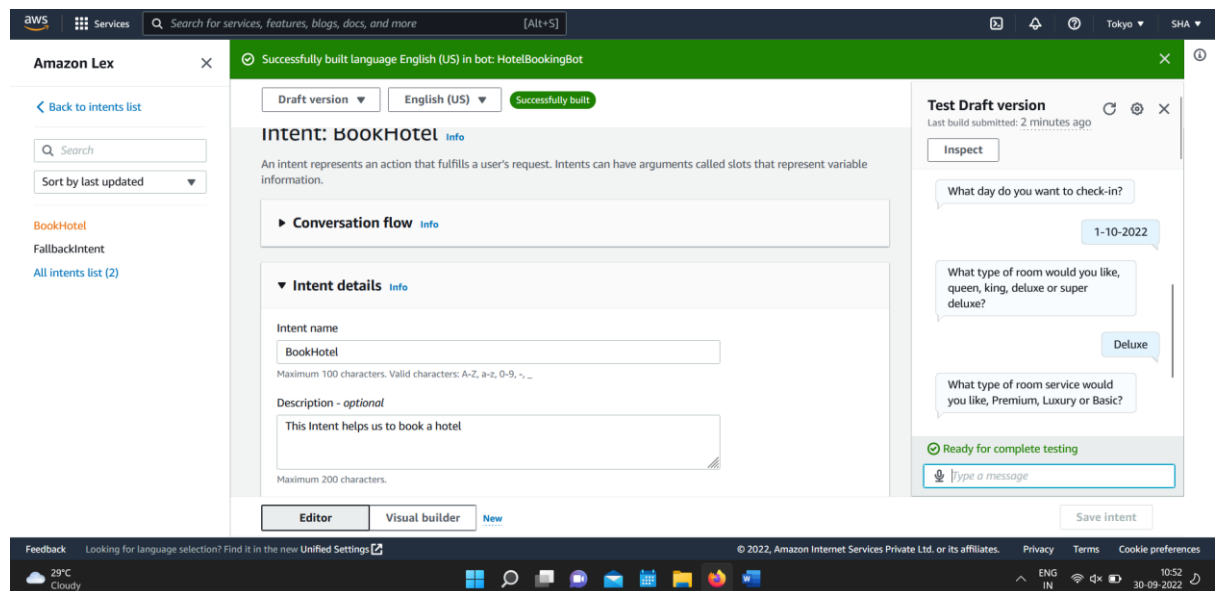 aws
Services
Search for services, features, blogs, docs, and more
[Alt+S]
Tokyo ▼
SHA ▼
Amazon Lex
Successfully built language English (US) in bot: HotelBookingBot
Back to intents list
Search
Sort by last updated
BookHotel
FallbackIntent
All intents list (2)
Draft version
English (US)
Successfully built
Intent: BookHotel Info
An intent represents an action that fulfills a user's request. Intents can have arguments called slots that represent variable
information.
Conversation flow Info
Intent details Info
Intent name
BookHotel
Maximum 100 characters. Valid characters: A-Z, a-z, 0-9, -, _
Description - optional
This Intent helps us to book a hotel
Maximum 200 characters.
Editor
Visual builder
New
Save intent
Test Draft version
Last build submitted: 2 minutes ago
Inspect
What day do you want to check-in?
1-10-2022
What type of room would you like,
queen, king, deluxe or super
deluxe?
Deluxe
What type of room service would
you like, Premium, Luxury or Basic?
Ready for complete testing
Type a message
Feedback
Looking for language selection? Find it in the new Unified Settings
© 2022, Amazon Internet Services Private Ltd. or its affiliates.
Privacy
Terms
Cookie preferences
29°C
Cloudy
ENG
IN
10:52
30-09-2022